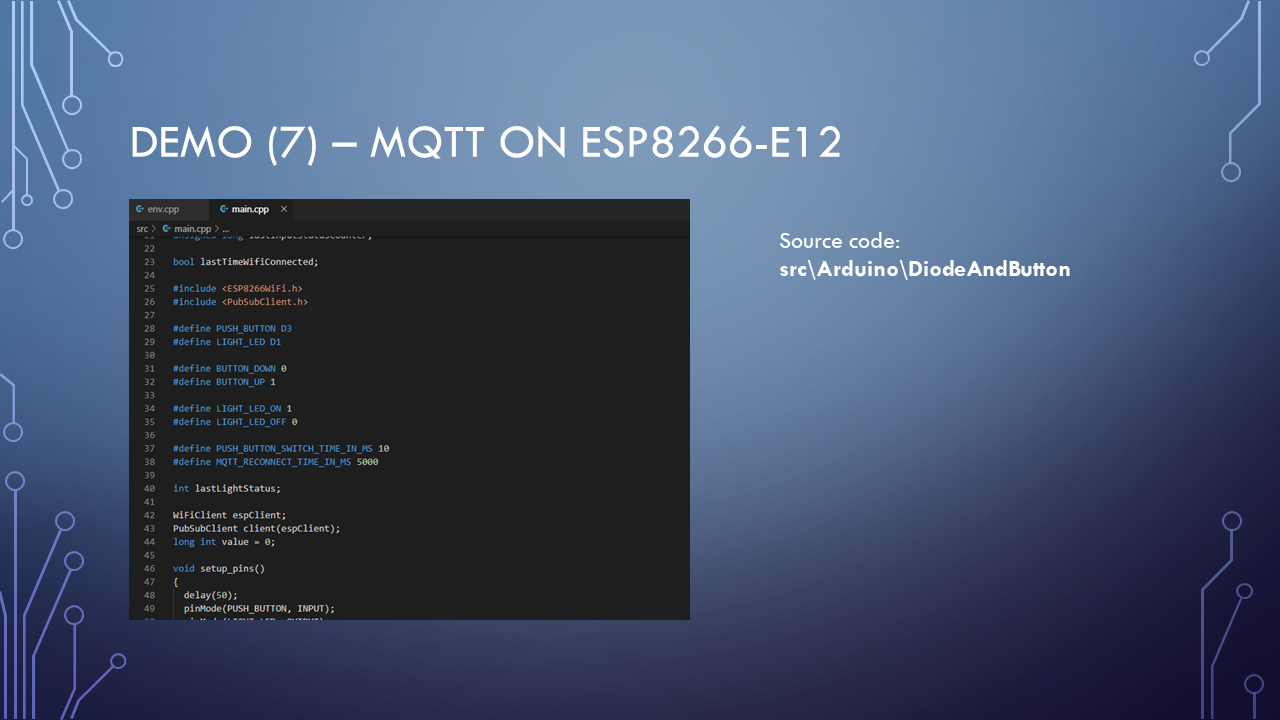 DEMO (7) – MQTT ON ESP8266-E12
env.cpp main.cpp ×
src > main.cpp > ...
21 unsigned long lastInputStatusCounter;
22
23 bool lastTimeWifiConnected;
24
25 #include <ESP8266WiFi.h>
26 #include <PubSubClient.h>
27
28 #define PUSH_BUTTON D3
29 #define LIGHT_LED D1
30
31 #define BUTTON_DOWN 0
32 #define BUTTON_UP 1
33
34 #define LIGHT_LED_ON 1
35 #define LIGHT_LED_OFF 0
36
37 #define PUSH_BUTTON_SWITCH_TIME_IN_MS 10
38 #define MQTT_RECONNECT_TIME_IN_MS 5000
39
40 int lastLightStatus;
41
42 WiFiClient espClient;
43 PubSubClient client(espClient);
44 long int value = 0;
45
46 void setup_pins()
47 {
48 delay(50);
49 pinMode(PUSH_BUTTON, INPUT);
Source code:
src\Arduino\DiodeAndButton